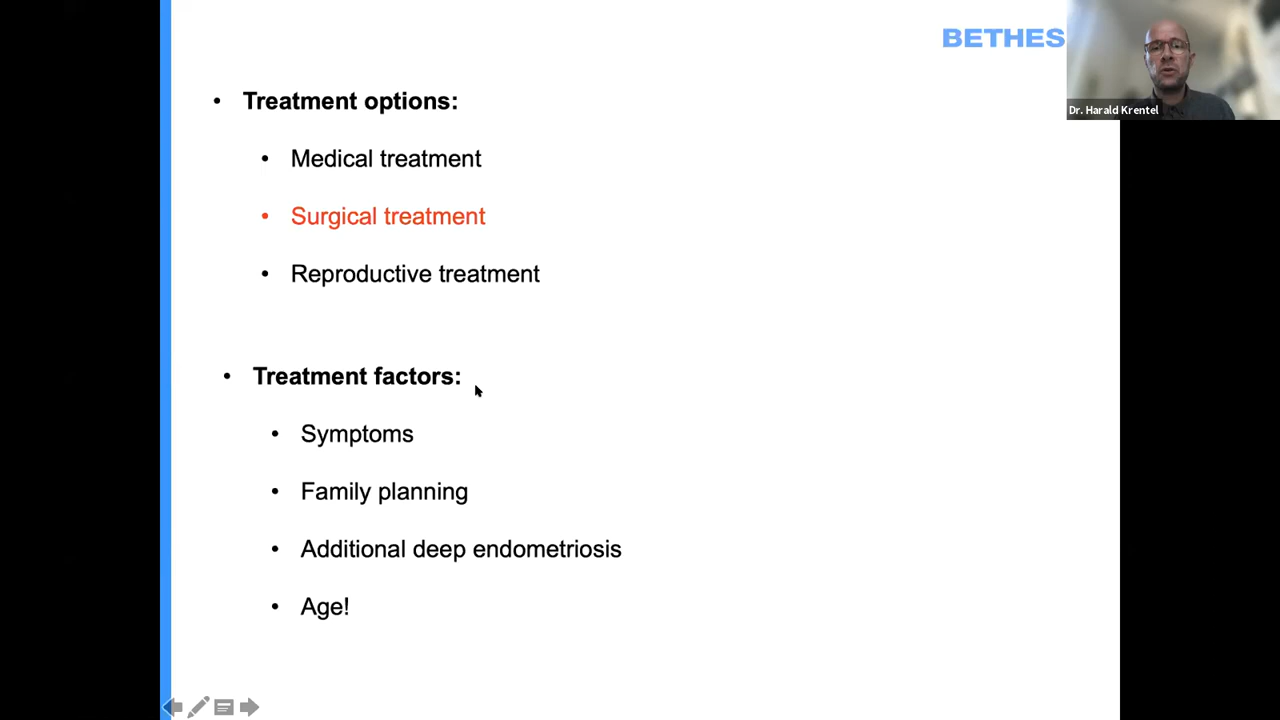 BETHES
Dr. Harald Krentel
• Treatment options:
• Medical treatment
• Surgical treatment
• Reproductive treatment
• Treatment factors:
• Symptoms
• Family planning
• Additional deep endometriosis
• Age!